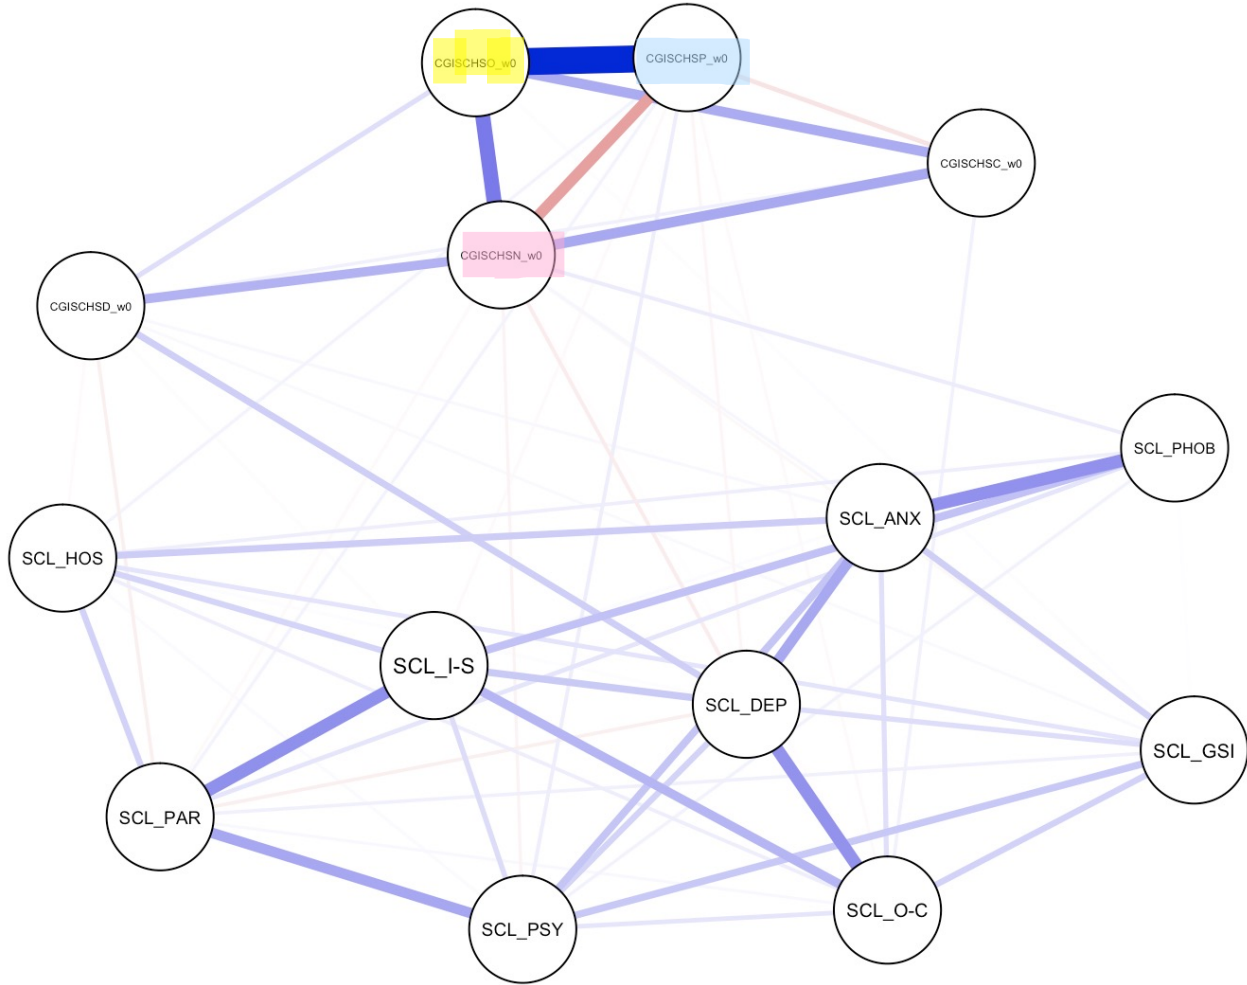 CGISCHSO_w0
CGISCHSP_w0
CGISCHSC_w0
CGISCHSN_w0
CGISCHSD_w0
SCL_PHOB
SCL_ANX
SCL_HOS
SCL_I-S
SCL_DEP
SCL_GSI
SCL_PAR
SCL_O-C
SCL_PSY